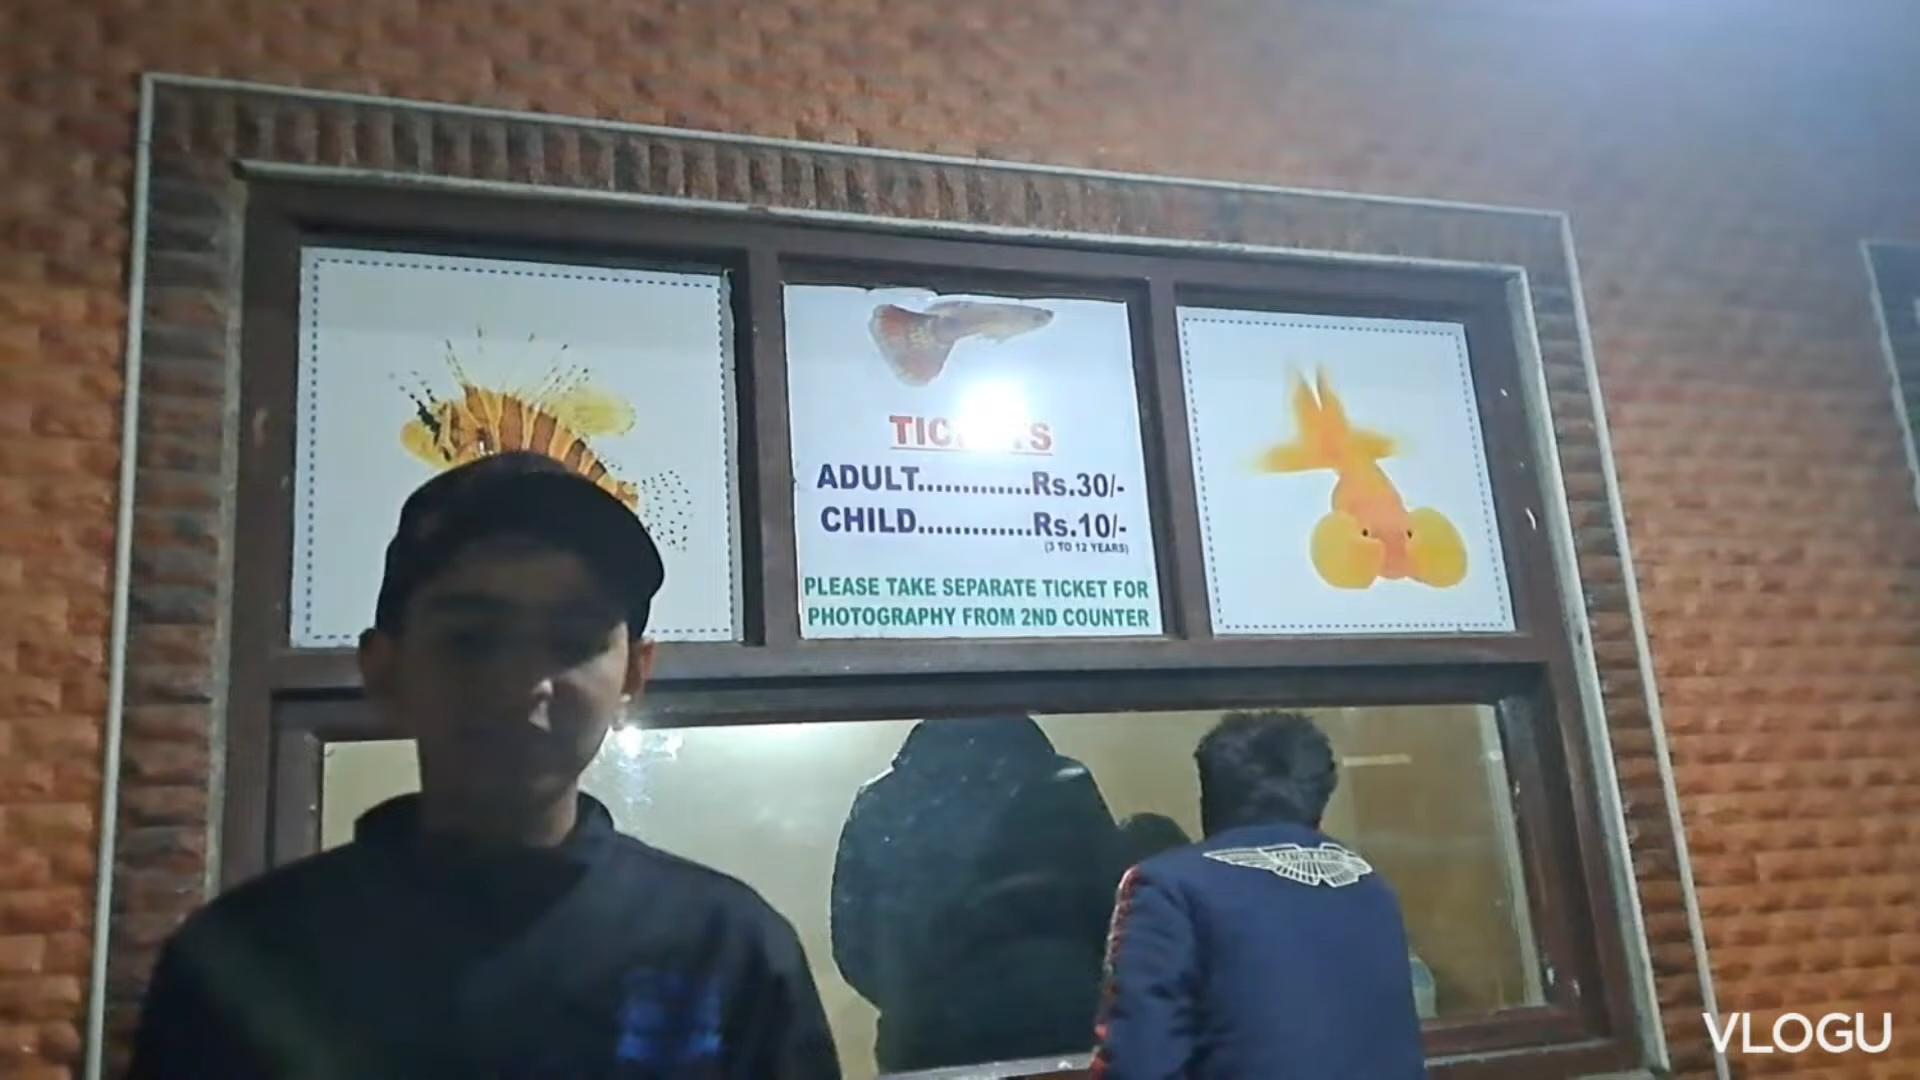 TICKETS
ADULT.............Rs.30/-
CHILD.............Rs.10/-
(3 TO 12 YEARS)
PLEASE TAKE SEPARATE TICKET FOR
PHOTOGRAPHY FROM 2ND COUNTER
VLOGU